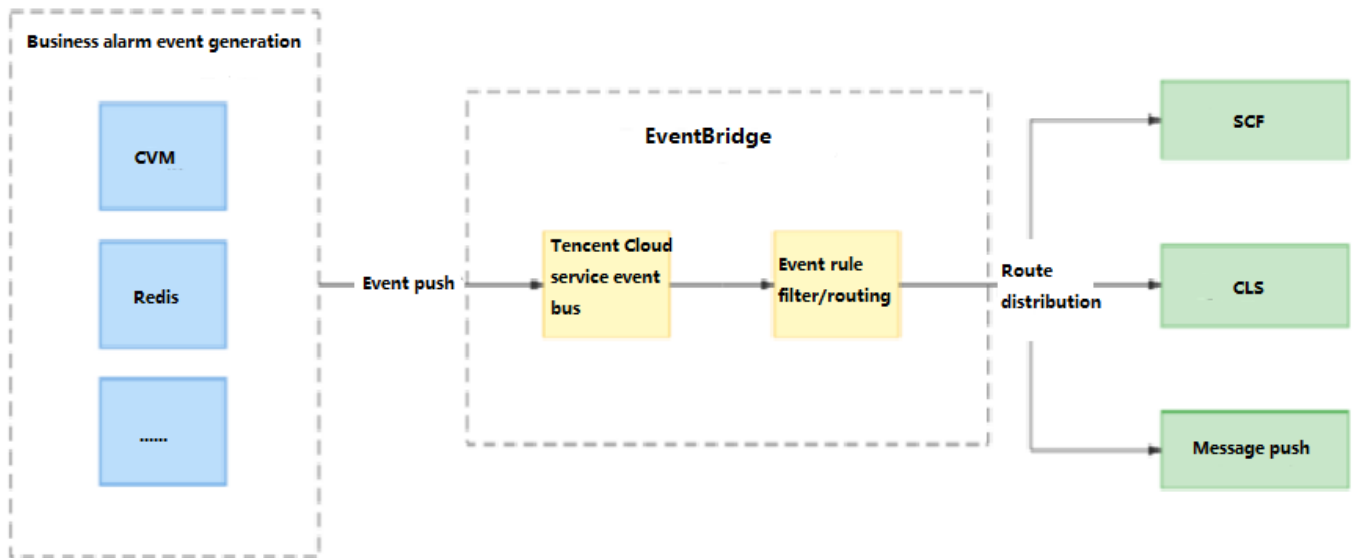 Business alarm event generation
CVM
Redis
......
Event push
EventBridge
Tencent Cloud
service event
bus
Event rule
filter/routing
Route
distribution
SCF
CLS
Message push